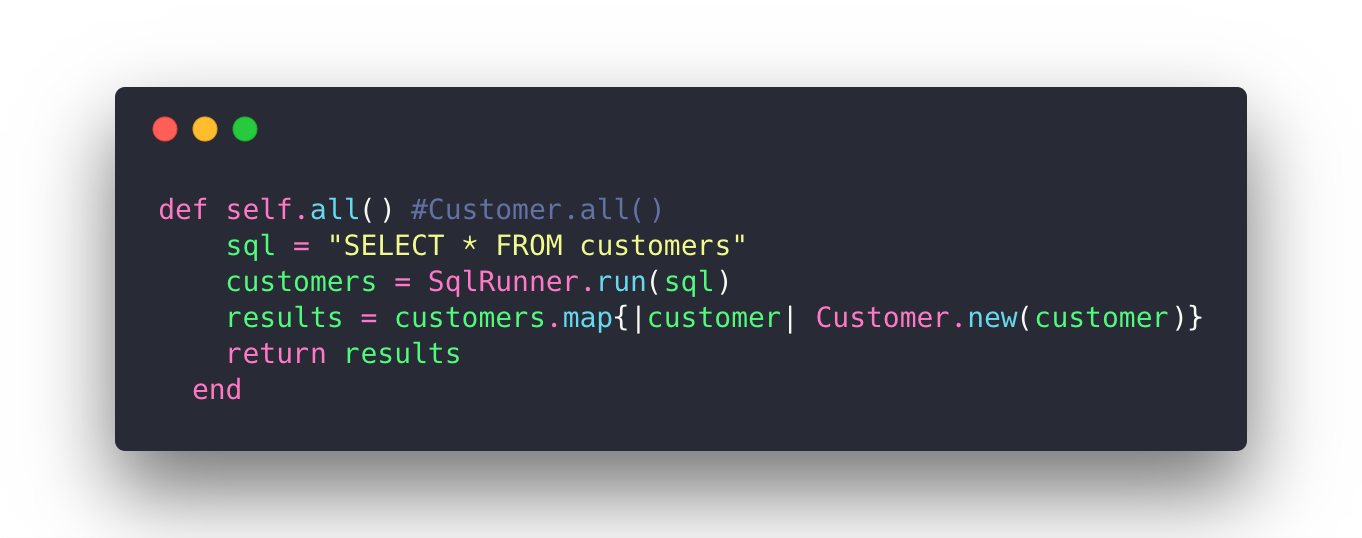 def self.all() #Customer.all()
    sql = "SELECT * FROM customers"
    customers = SqlRunner.run(sql)
    results = customers.map{|customer| Customer.new(customer)}
    return results
  end